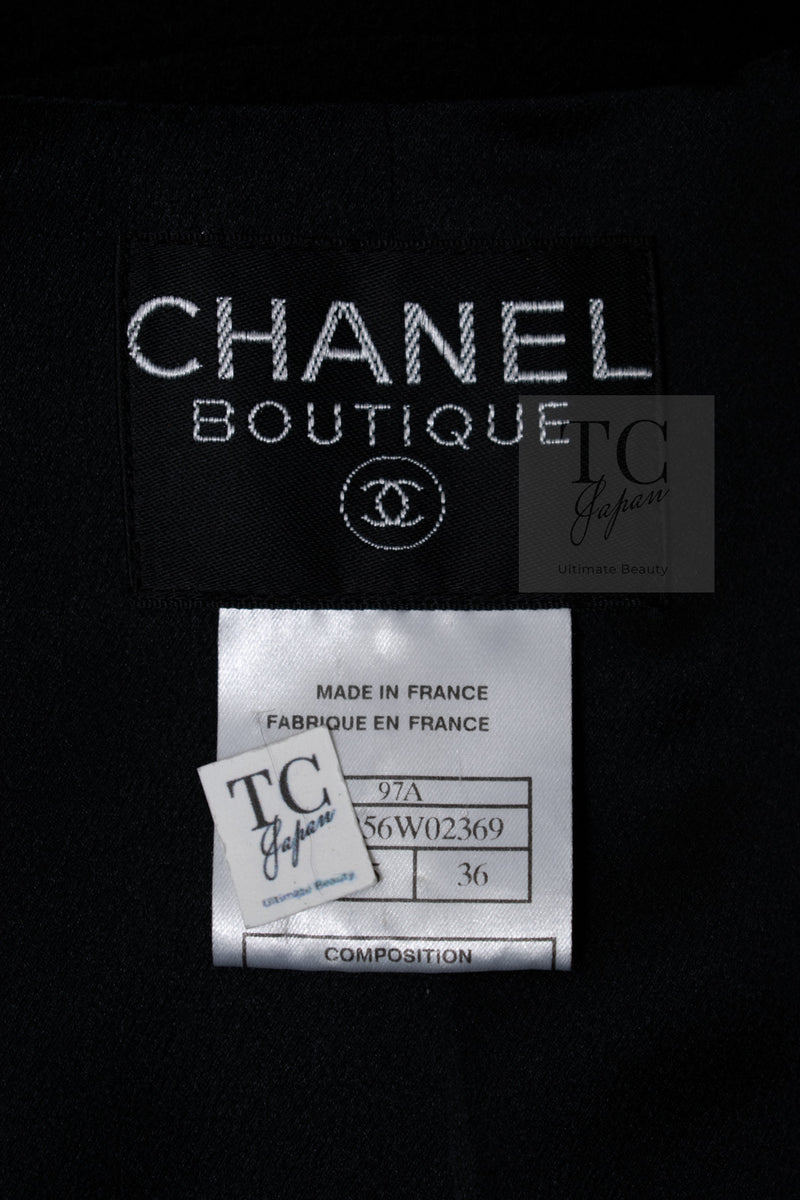 CHANEL
BOUTIQUE
TC
Japan
Ultimate Beauty
MADE IN FRANCE
FABRIQUE EN FRANCE
TC
Japan
Ultimate Beauty
97A
56W02369
36
COMPOSITION